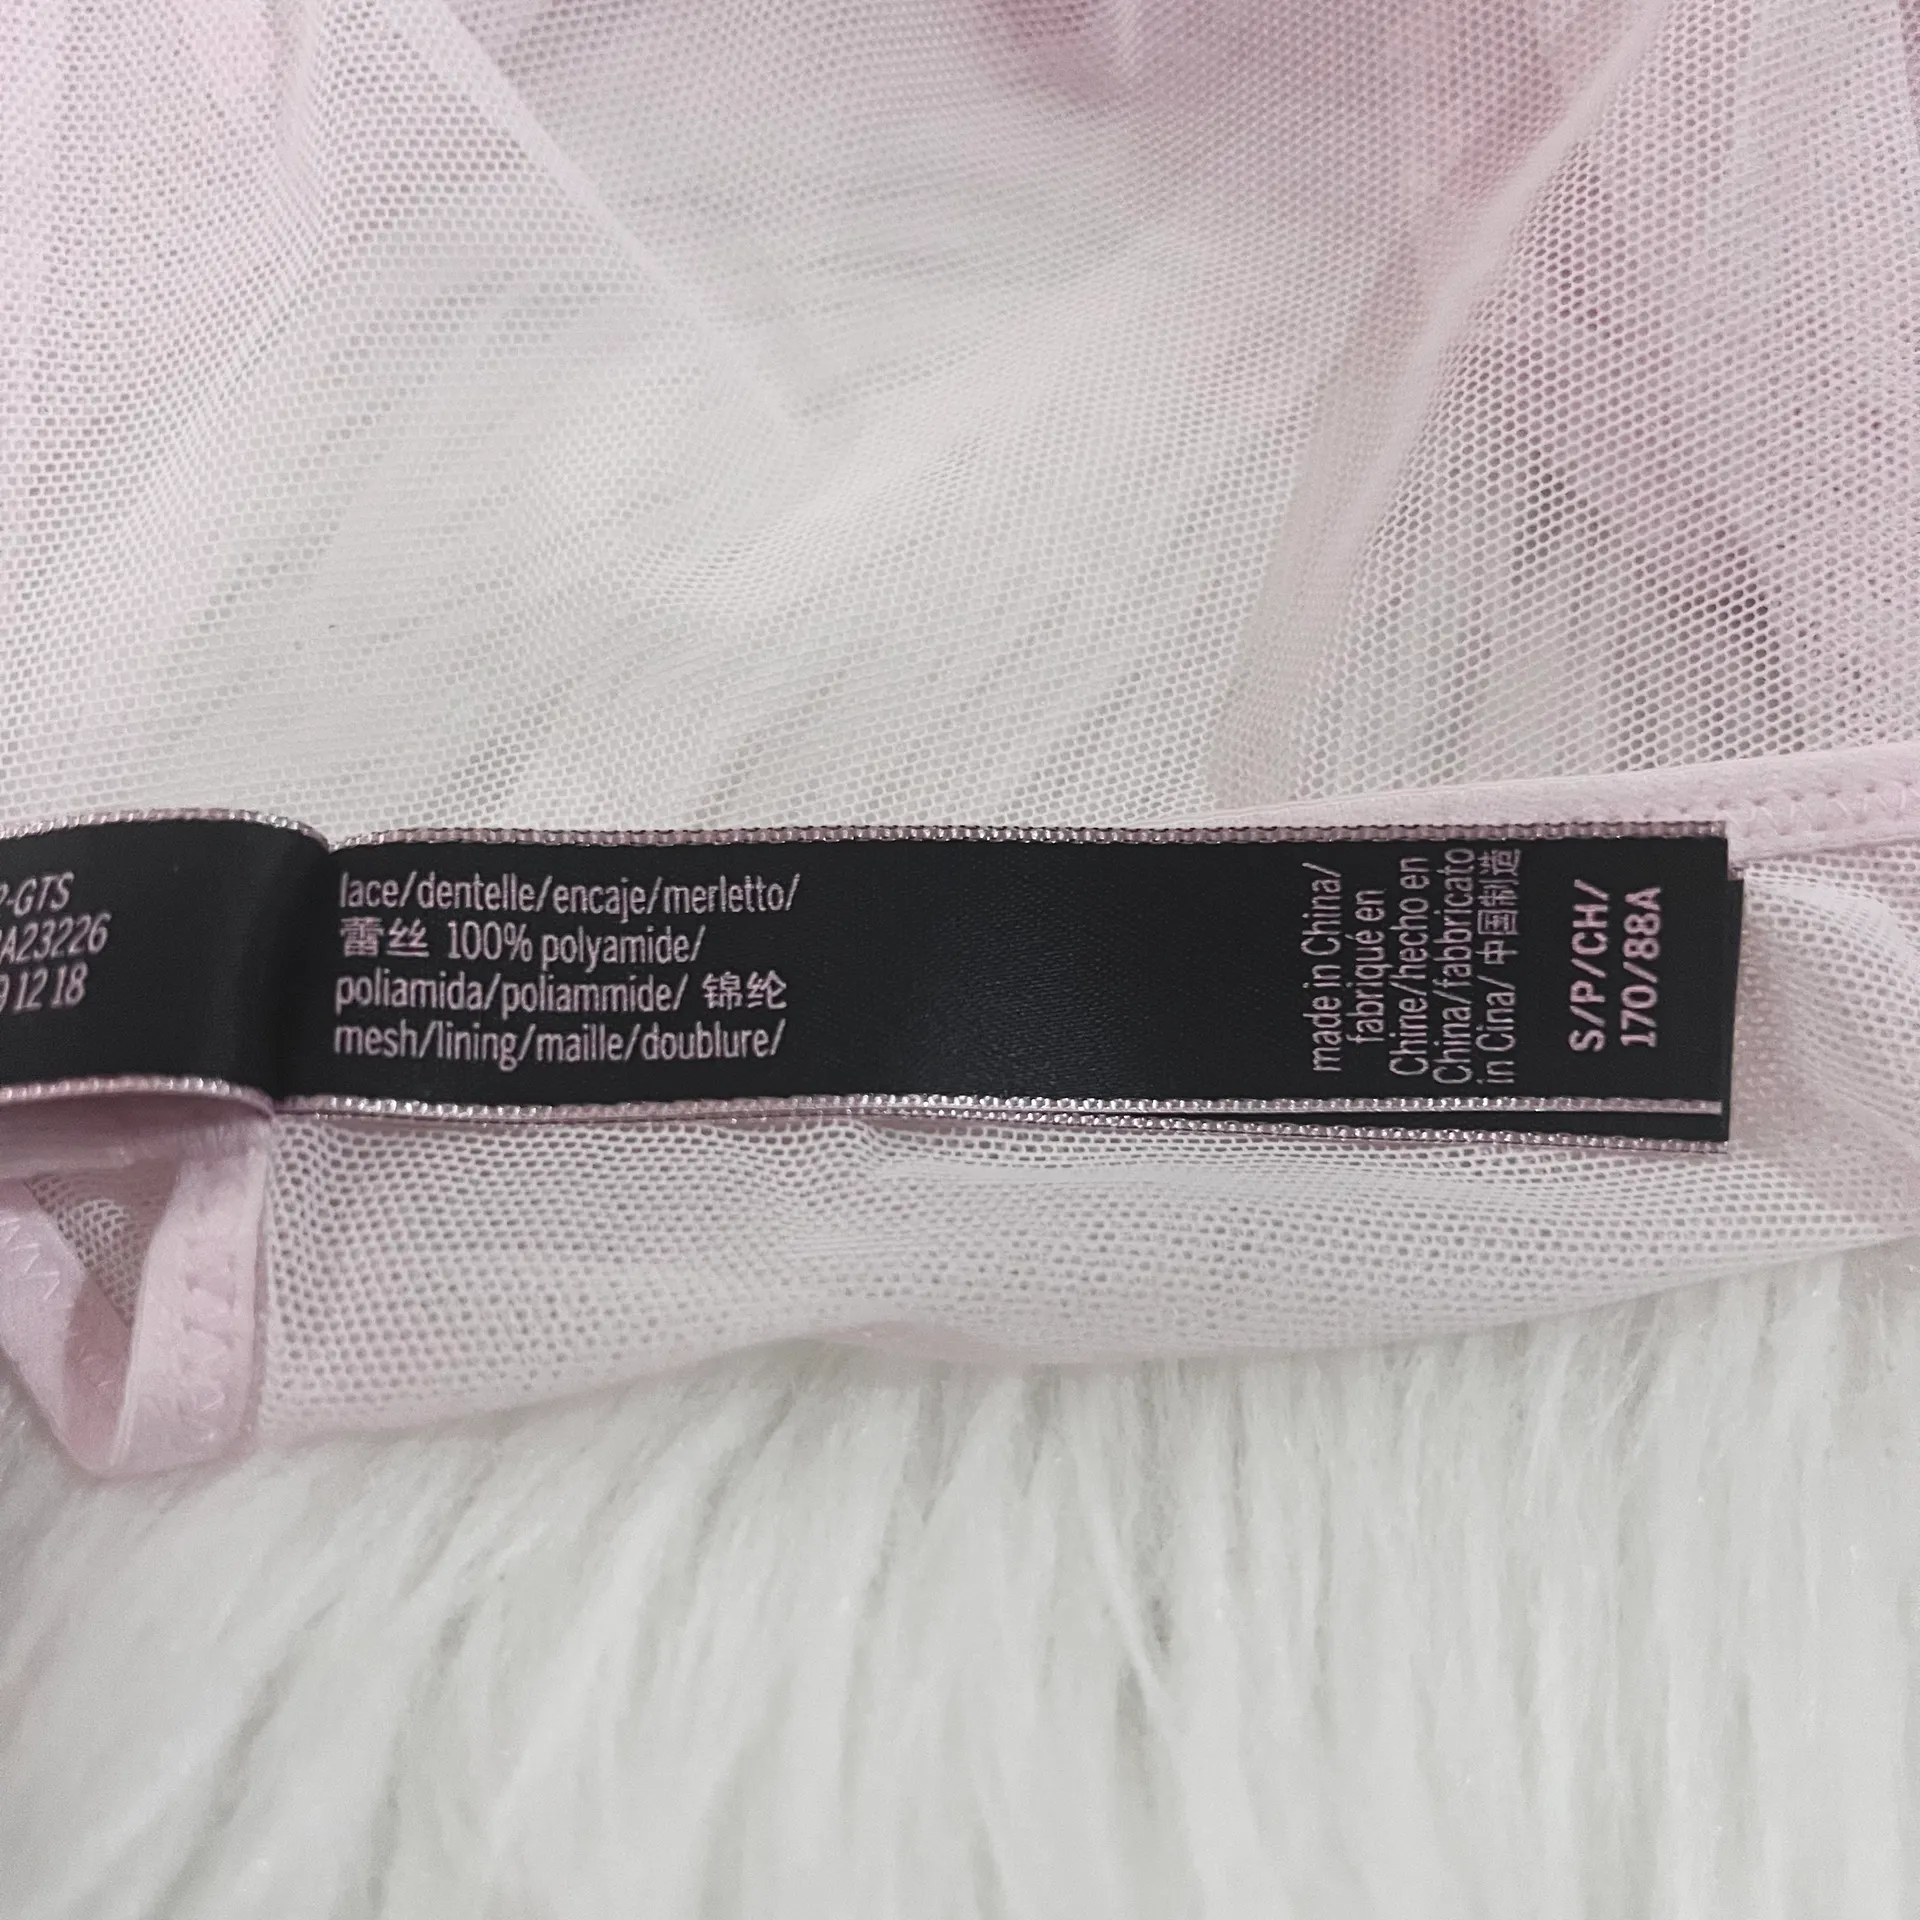 -GTS
A23226
12 18
lace/dentelle/encaje/merletto/
蕾丝 100% polyamide/
poliamida/poliammide/ 锦纶
mesh/lining/maille/doublure/
made in China/
fabriqué en
Chine/hecho en
China/fabbricato
in Cina/ 中国制造
S/P/CH/
170/88A